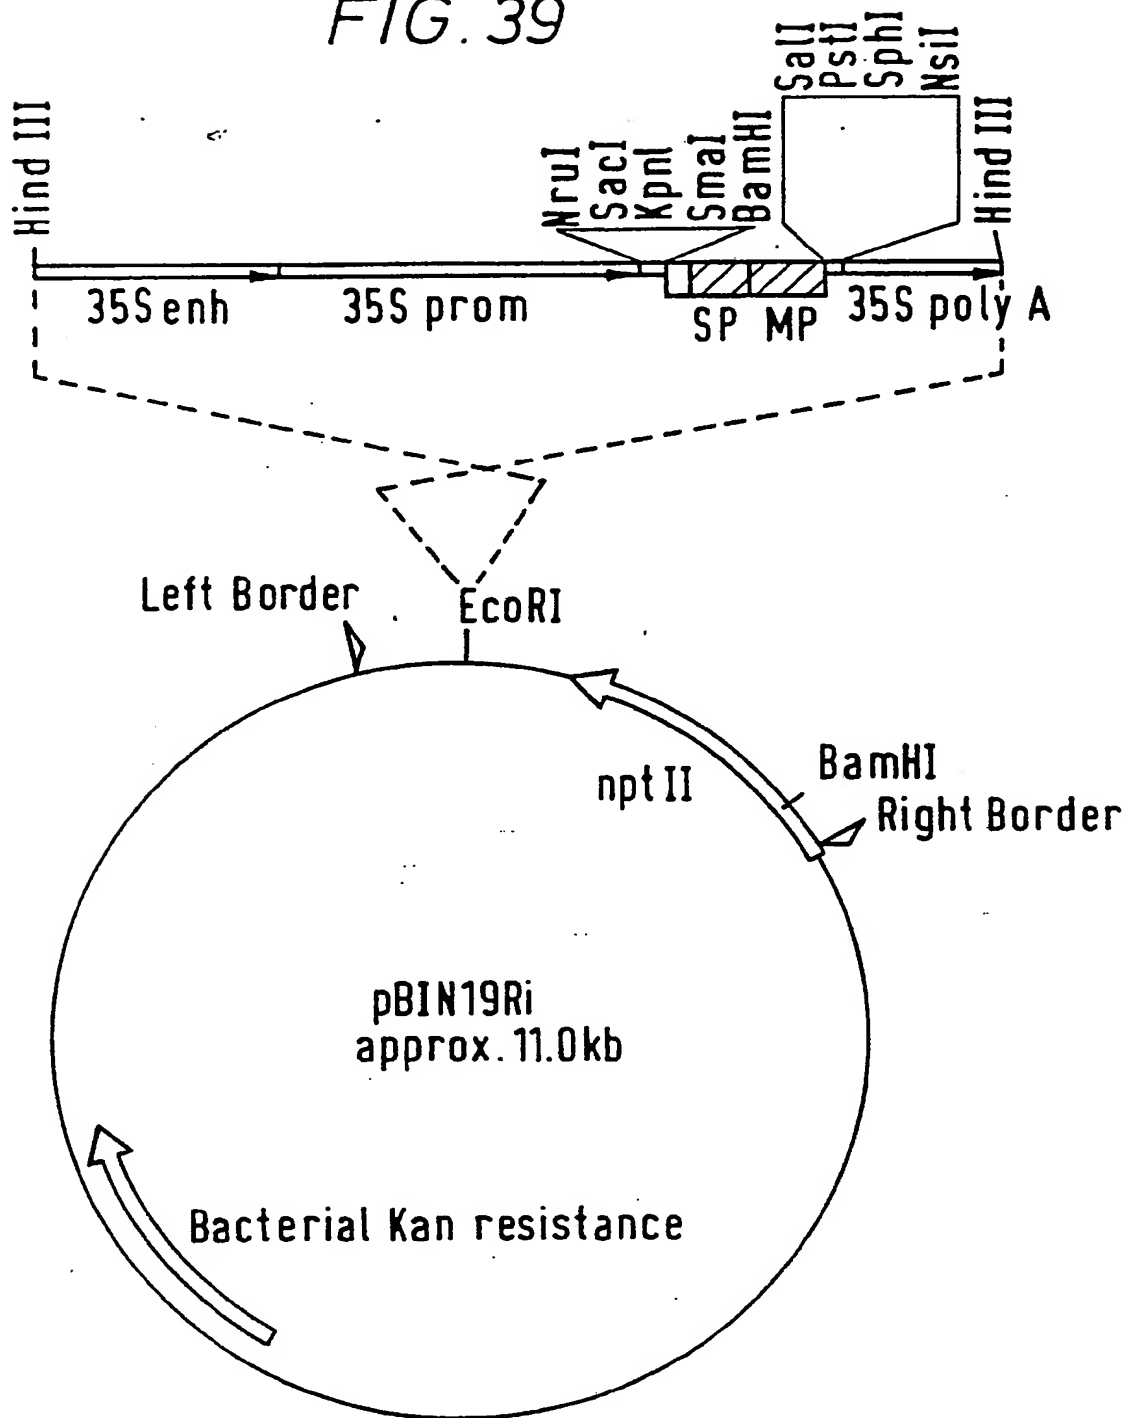 FIG. 39
Hind III
NruI
SacI
KpnI
SmaI
BamHI
SalI
PstI
SphI
NsiI
Hind III
35S enh
35S prom
SP
MP
35S poly A
Left Border
EcoRI
npt II
BamHI
Right Border
pBIN19Ri
approx. 11.0kb
Bacterial Kan resistance